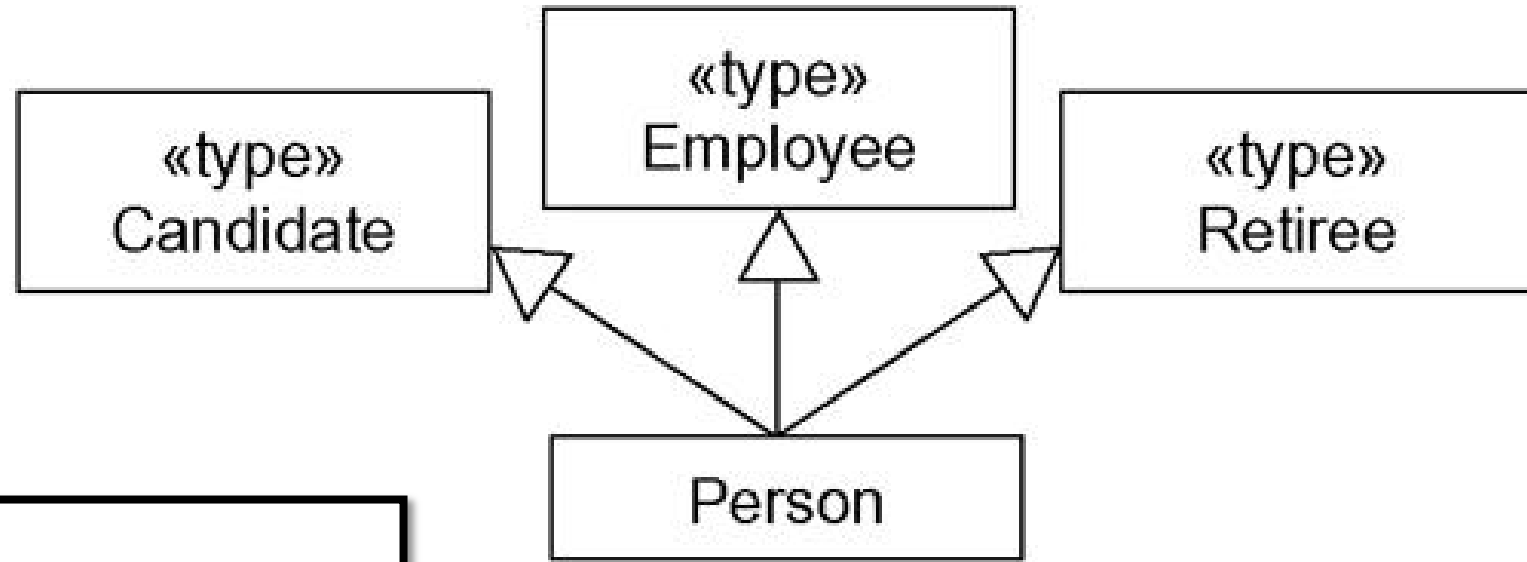 «type»
Candidate
«type»
Employee
«type»
Retiree
Person